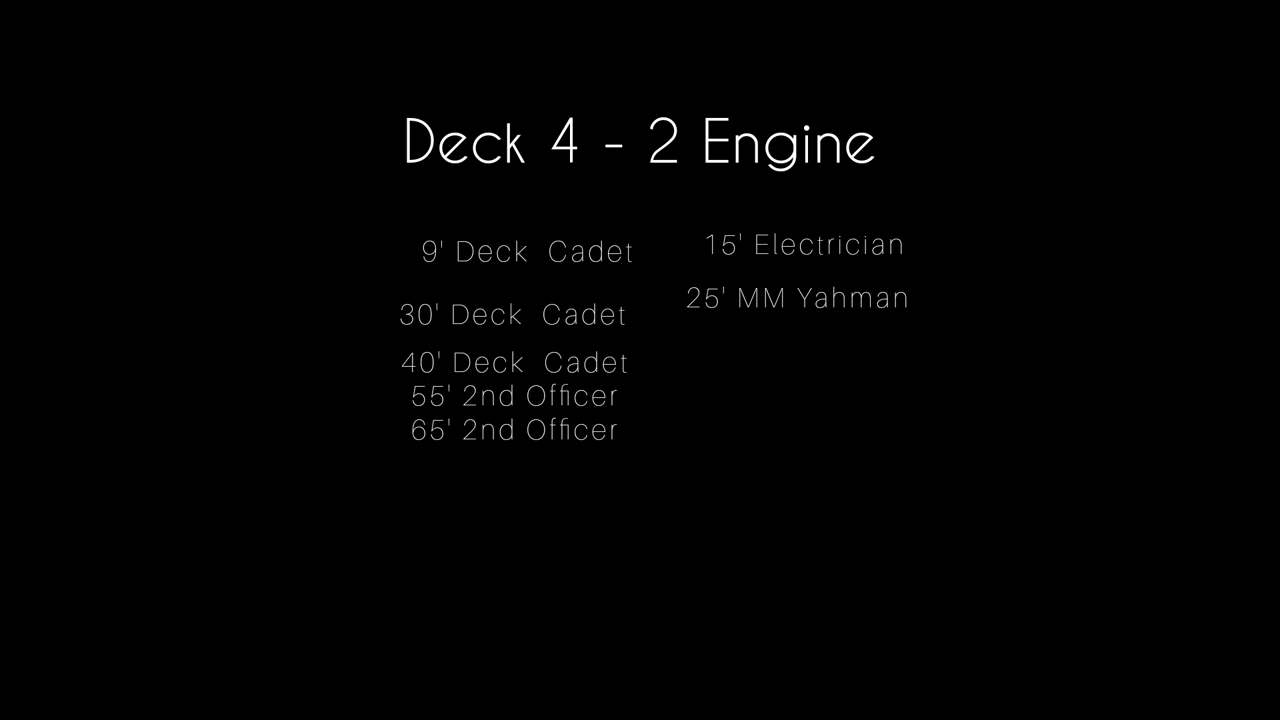 Deck 4 - 2 Engine
9' Deck  Cadet
30' Deck  Cadet
40' Deck  Cadet
55' 2nd Officer
65' 2nd Officer
15' Electrician
25' MM Yahman